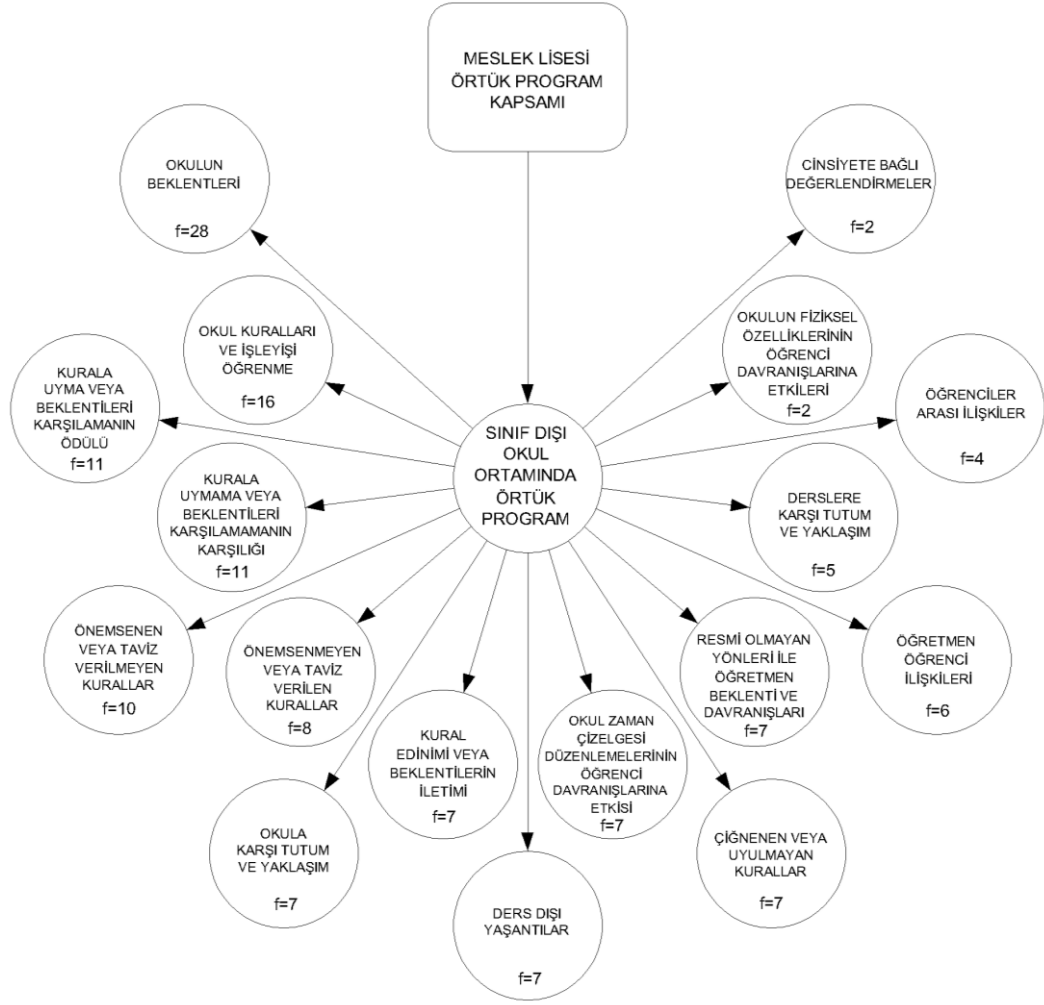 MESLEK LİSESİ
ÖRTÜK PROGRAM
KAPSAMI
OKULUN
BEKLENTLERİ
f=28
CİNSİYETE BAĞLI
DEĞERLENDİRMELER
f=2
OKUL KURALLARI
VE İŞLEYİŞİ
ÖĞRENME
f=16
OKULUN FİZİKSEL
ÖZELLİKLERİNİN
ÖĞRENCİ
DAVRANIŞLARINA
ETKİLERİ
f=2
KURALA
UYMA VEYA
BEKLENTİLERİ
KARŞILAMANIN
ÖDÜLÜ
f=11
ÖĞRENCİLER
ARASI İLİŞKİLER
f=4
SINIF DIŞI
OKUL
ORTAMINDA
ÖRTÜK
PROGRAM
KURALA
UYMAMA VEYA
BEKLENTİLERİ
KARŞILAMAMANIN
KARŞILIĞI
f=11
DERSLERE
KARŞI TUTUM
VE YAKLAŞIM
f=5
ÖNEMSENEN
VEYA TAVİZ
VERİLMEYEN
KURALLAR
f=10
ÖNEMSENMEYEN
VEYA TAVİZ
VERİLEN
KURALLAR
f=8
RESMİ OLMAYAN
YÖNLERİ İLE
ÖĞRETMEN
BEKLENTİ VE
DAVRANIŞLARI
f=7
ÖĞRETMEN
ÖĞRENCİ
İLİŞKİLERİ
f=6
KURAL
EDİNİMİ VEYA
BEKLENTİLERİN
İLETİMİ
f=7
OKUL ZAMAN
ÇİZELGESİ
DÜZENLEMELERİNİN
ÖĞRENCİ
DAVRANIŞLARINA
ETKİSİ
f=7
OKULA
KARŞI TUTUM
VE YAKLAŞIM
f=7
DERS DIŞI
YAŞANTILAR
f=7
ÇİĞNENEN VEYA
UYULMAYAN
KURALLAR
f=7